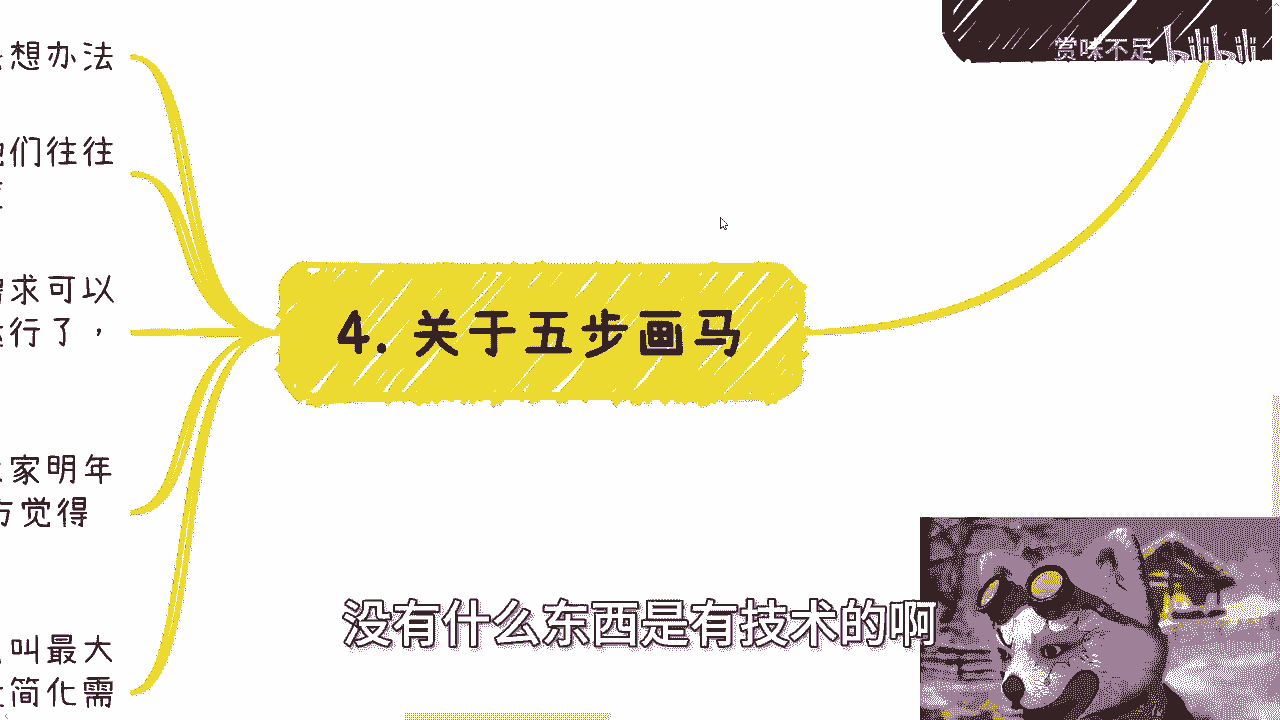 赏味不足 bilibili
想办法
们往往
4. 关于五步画马
求可以
行了，
家明年
觉得
叫最大
简化需
没有什么东西是有技术的啊